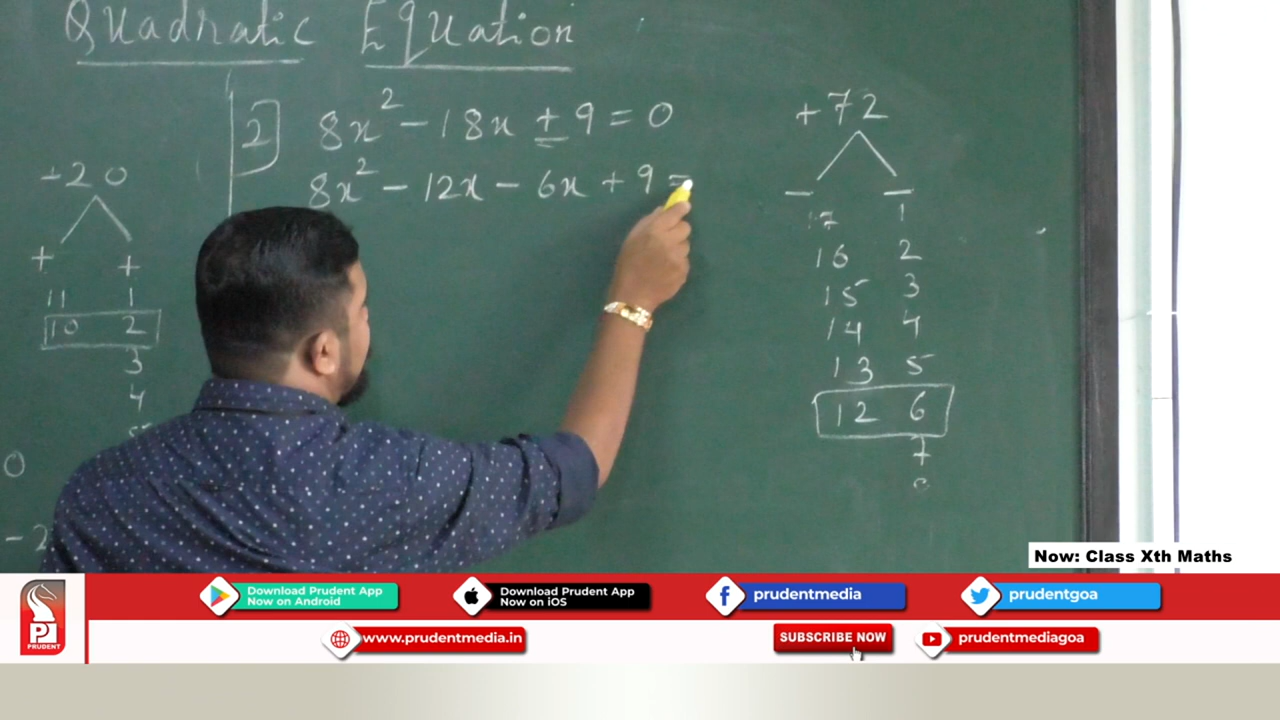 Quadratic Equation
+20
+ +
11 1
10 2
3
4
0
-2
2] 8x² - 18x + 9 = 0
8x² - 12x - 6x + 9 =
+72
- -
17 1
16 2
15 3
14 4
13 5
12 6
7
Now: Class Xth Maths
Download Prudent App
Now on Android
Download Prudent App
Now on iOS
prudentmedia
prudentgoa
PRUDENT
www.prudentmedia.in
SUBSCRIBE NOW
prudentmediagoa